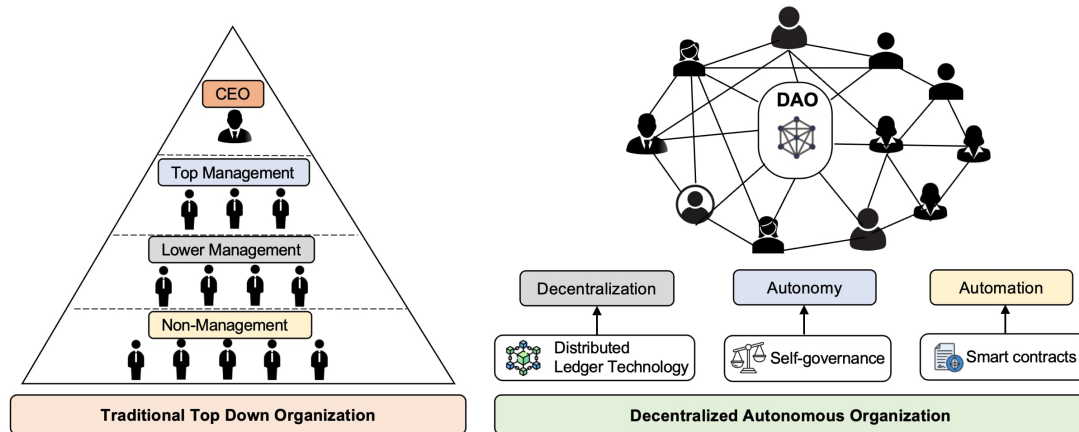 CEO
Top Management
Lower Management
Non-Management
Traditional Top Down Organization
DAO
Decentralization
Autonomy
Automation
Distributed
Ledger Technology
Self-governance
Smart contracts
Decentralized Autonomous Organization